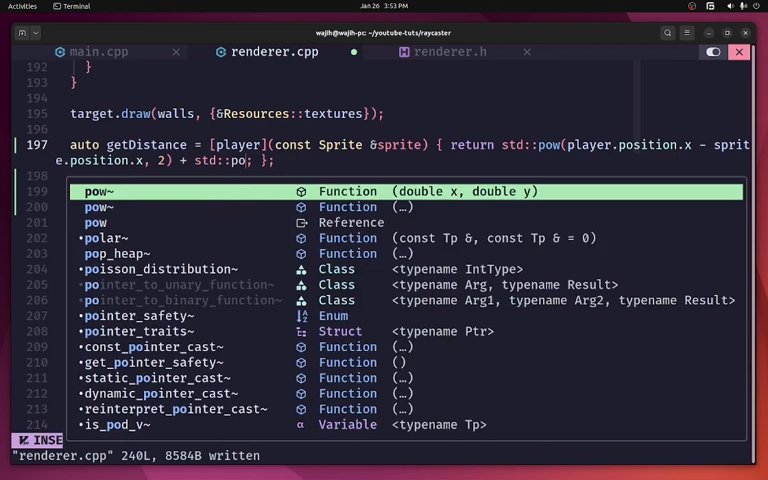 Activities Terminal Jan 26 3:53 PM
wajih@wajih-pc: ~/youtube-tuts/raycaster
main.cpp × renderer.cpp renderer.h ×
192 }
193 }
194
195 target.draw(walls, {&Resources::textures});
196
197 auto getDistance = [player](const Sprite &sprite) { return std::pow(player.position.x - sprit
e.position.x, 2) + std::po; };
198
199 pow~ Function (double x, double y)
200 pow~ Function (…)
201 pow Reference
202 •polar~ Function (const Tp &, const Tp & = 0)
203 pop_heap~ Function (…)
204 •poisson_distribution~ Class <typename IntType>
205 •pointer_to_unary_function~ Class <typename Arg, typename Result>
206 •pointer_to_binary_function~ Class <typename Arg1, typename Arg2, typename Result>
207 •pointer_safety~ Enum
208 •pointer_traits~ Struct <typename Ptr>
209 •const_pointer_cast~ Function (…)
210 •get_pointer_safety~ Function ()
211 •static_pointer_cast~ Function (…)
212 •dynamic_pointer_cast~ Function (…)
213 •reinterpret_pointer_cast~ Function (…)
214 •is_pod_v~ α Variable <typename Tp>
INSE
"renderer.cpp" 240L, 8584B written